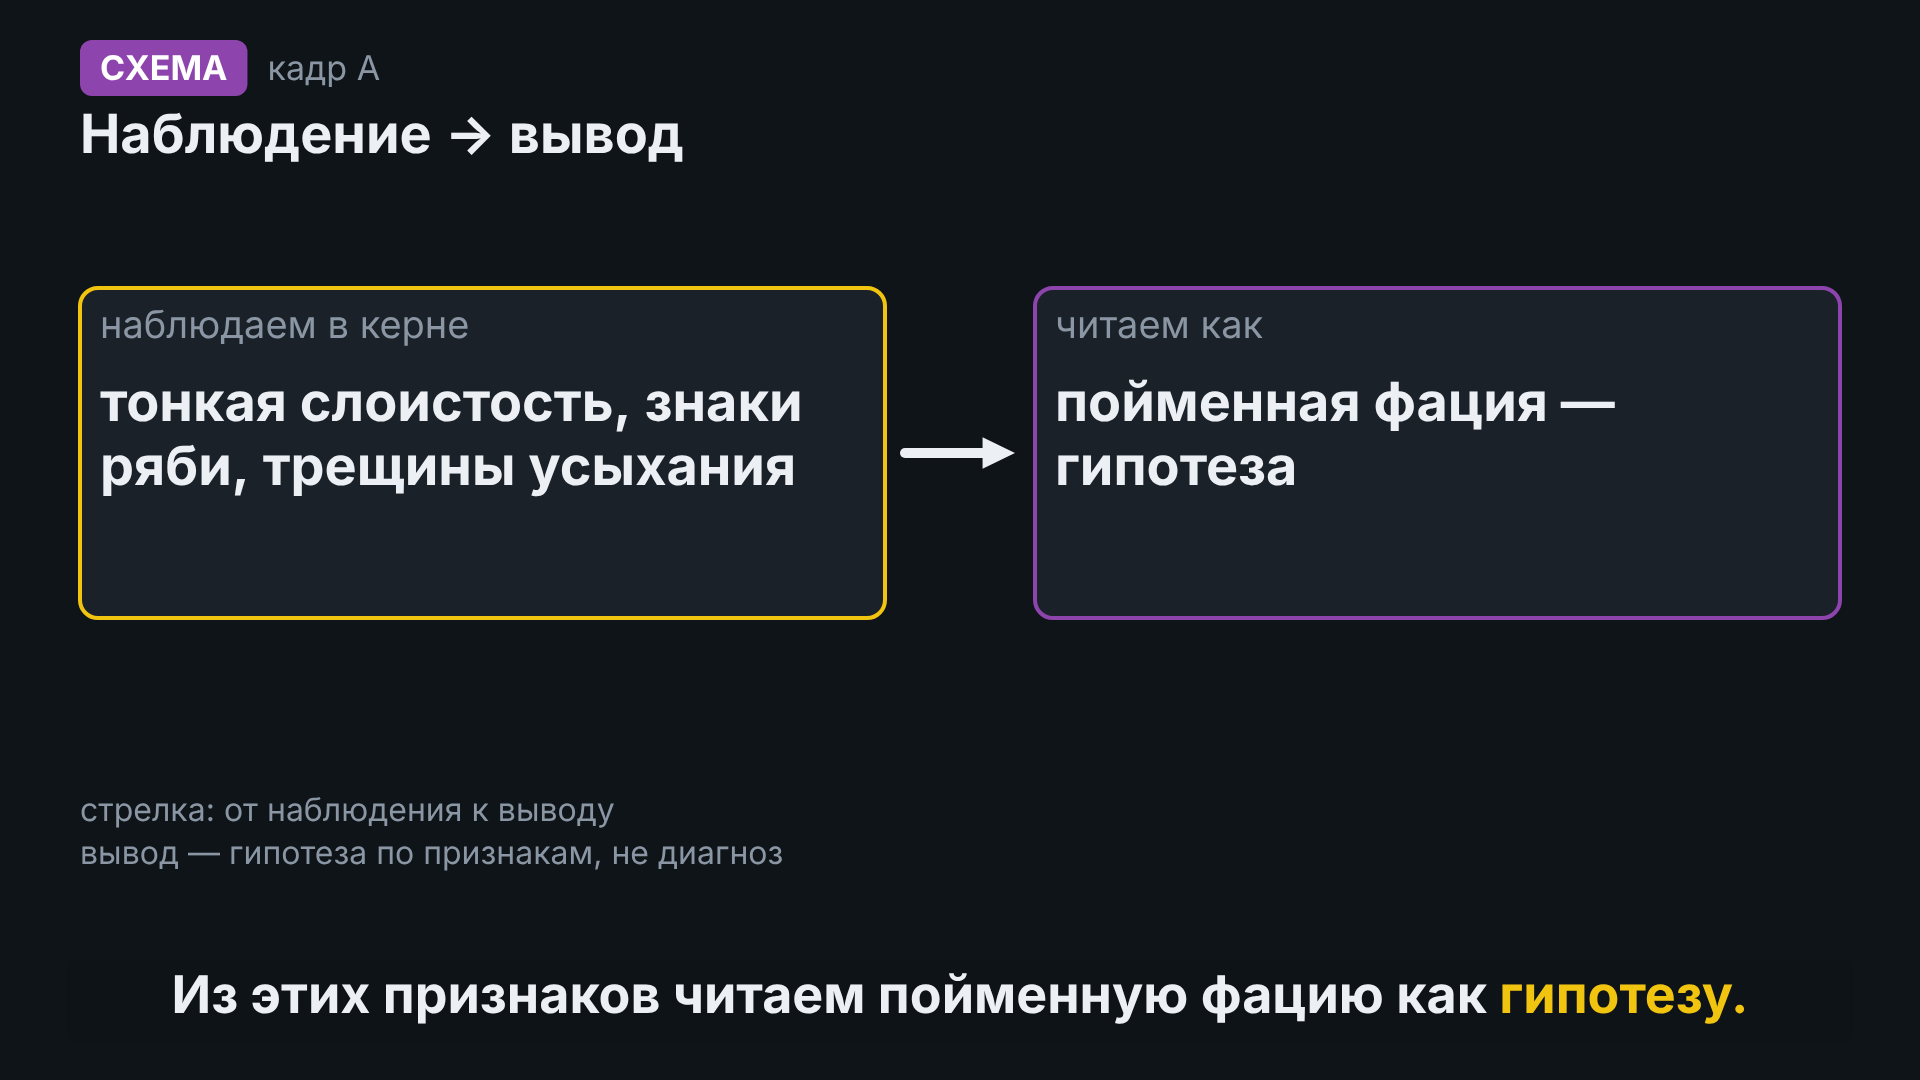 СХЕМА кадр А
Наблюдение → вывод
наблюдаем в керне
тонкая слоистость, знаки
ряби, трещины усыхания
читаем как
пойменная фация —
гипотеза
стрелка: от наблюдения к выводу
вывод — гипотеза по признакам, не диагноз
Из этих признаков читаем пойменную фацию как гипотезу.